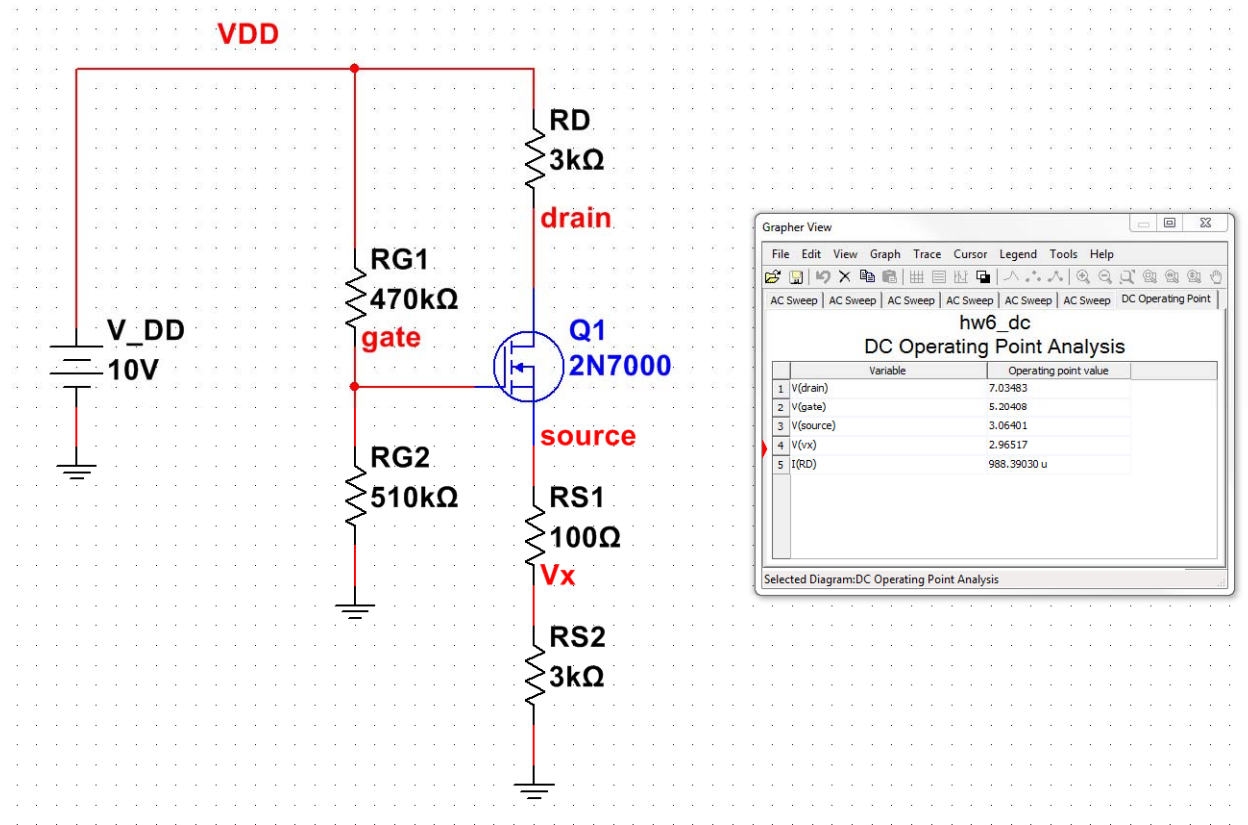 VDD
RD
3kΩ
drain
RG1
470kΩ
gate
V_DD
10V
Q1
2N7000
source
RG2
510kΩ
RS1
100Ω
Vx
RS2
3kΩ
Grapher View
File Edit View Graph Trace Cursor Legend Tools Help
AC Sweep AC Sweep AC Sweep AC Sweep AC Sweep AC Sweep DC Operating Point
hw6_dc
DC Operating Point Analysis
Variable Operating point value
1 V(drain) 7.03483
2 V(gate) 5.20408
3 V(source) 3.06401
4 V(vx) 2.96517
5 I(RD) 988.39030 u
Selected Diagram:DC Operating Point Analysis